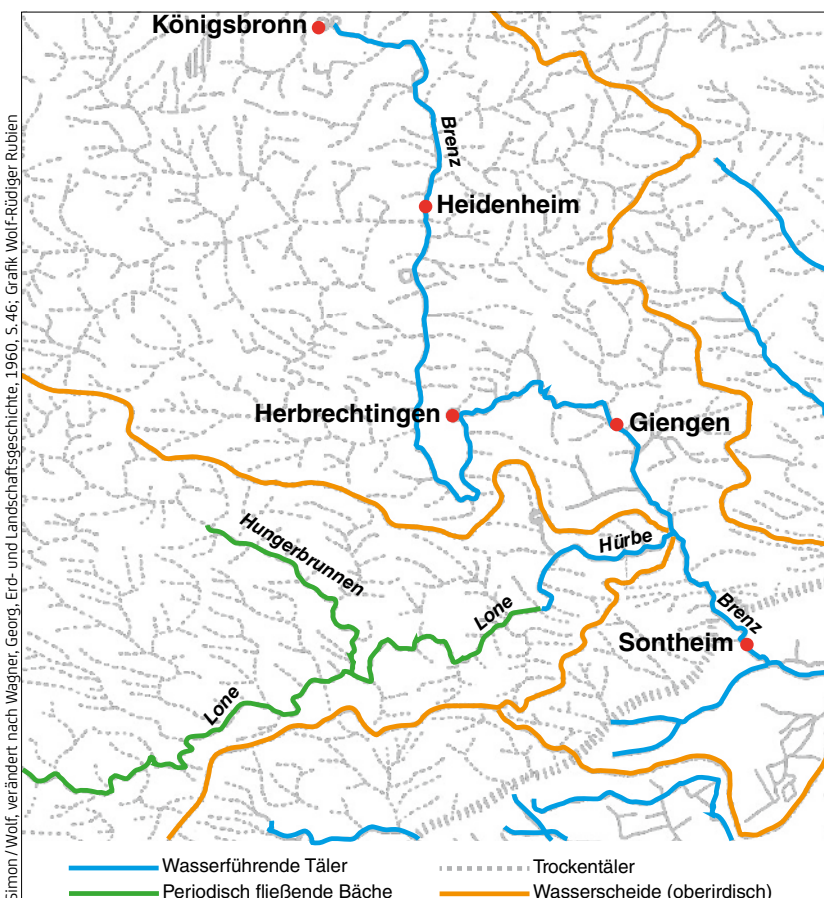 Königsbronn
Brenz
Heidenheim
Herbrechtingen
Giengen
Hungerbrunnen
Hürbe
Lone
Brenz
Sontheim
Lone
Wasserführende Täler
Trockentäler
Periodisch fließende Bäche
Wasserscheide (oberirdisch)
Simon / Wolf, verändert nach Wagner, Georg, Erd- und Landschaftsgeschichte, 1960, S.46; Grafik Wolf-Rüdiger Rubien